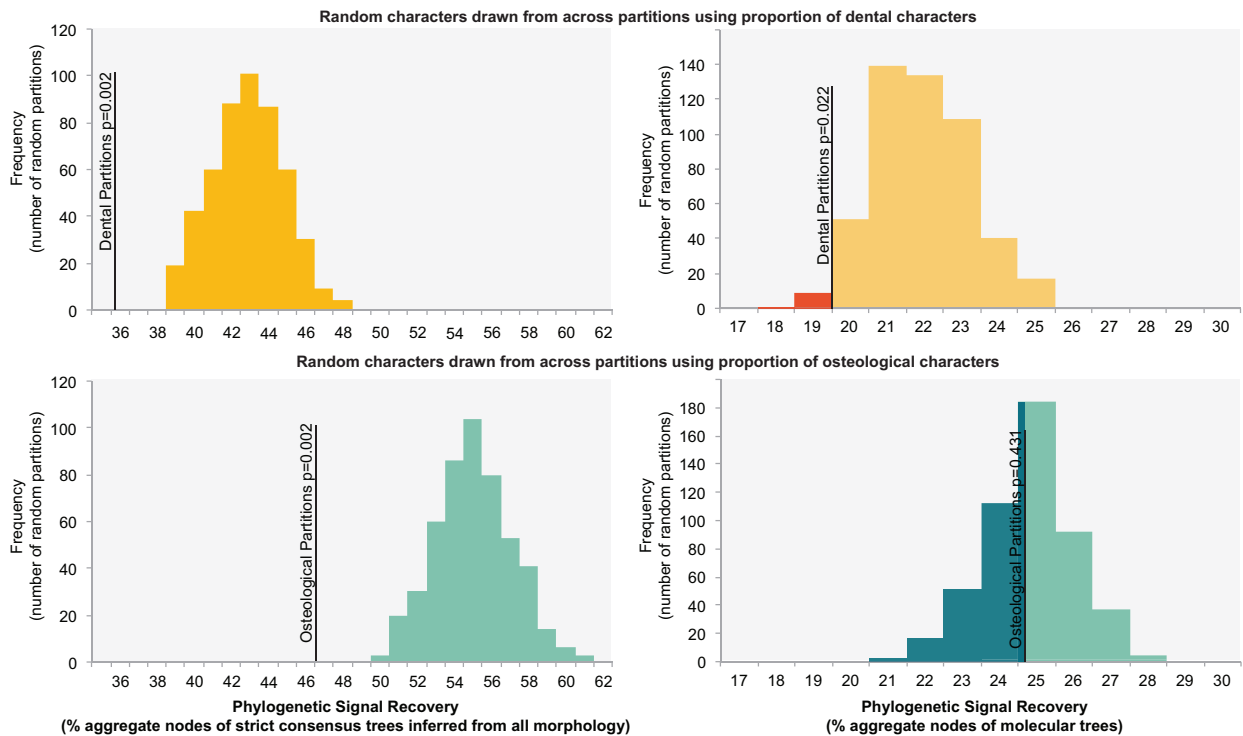 Random characters drawn from across partitions using proportion of dental characters
Frequency
(number of random partitions)
120
100
80
60
40
20
0
Dental Partitions p=0.002
36 38 40 42 44 46 48 50 52 54 56 58 60 62
Frequency
(number of random partitions)
140
120
100
80
60
40
20
0
Dental Partitions p=0.022
17 18 19 20 21 22 23 24 25 26 27 28 29 30
Random characters drawn from across partitions using proportion of osteological characters
Frequency
(number of random partitions)
120
100
80
60
40
20
0
Osteological Partitions p=0.002
36 38 40 42 44 46 48 50 52 54 56 58 60 62
Phylogenetic Signal Recovery
(% aggregate nodes of strict consensus trees inferred from all morphology)
Frequency
(number of random partitions)
180
160
140
120
100
80
60
40
20
0
Osteological Partitions p=0.431
17 18 19 20 21 22 23 24 25 26 27 28 29 30
Phylogenetic Signal Recovery
(% aggregate nodes of molecular trees)